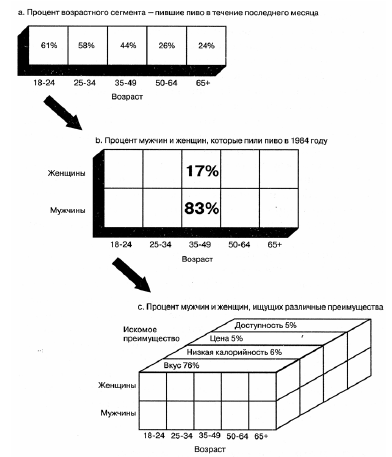 а. Процент возрастного сегмента — пившие пиво в течение последнего месяца
61% 58% 44% 26% 24%
18-24 25-34 35-49 50-64 65+
Возраст
b. Процент мужчин и женщин, которые пили пиво в 1984 году
Женщины 17%
Мужчины 83%
18-24 25-34 35-49 50-64 65+
Возраст
с. Процент мужчин и женщин, ищущих различные преимущества
Искомое
преимущество
Доступность 5%
Цена 5%
Низкая калорийность 6%
Вкус 76%
Женщины
Мужчины
18-24 25-34 35-49 50-64 65+
Возраст